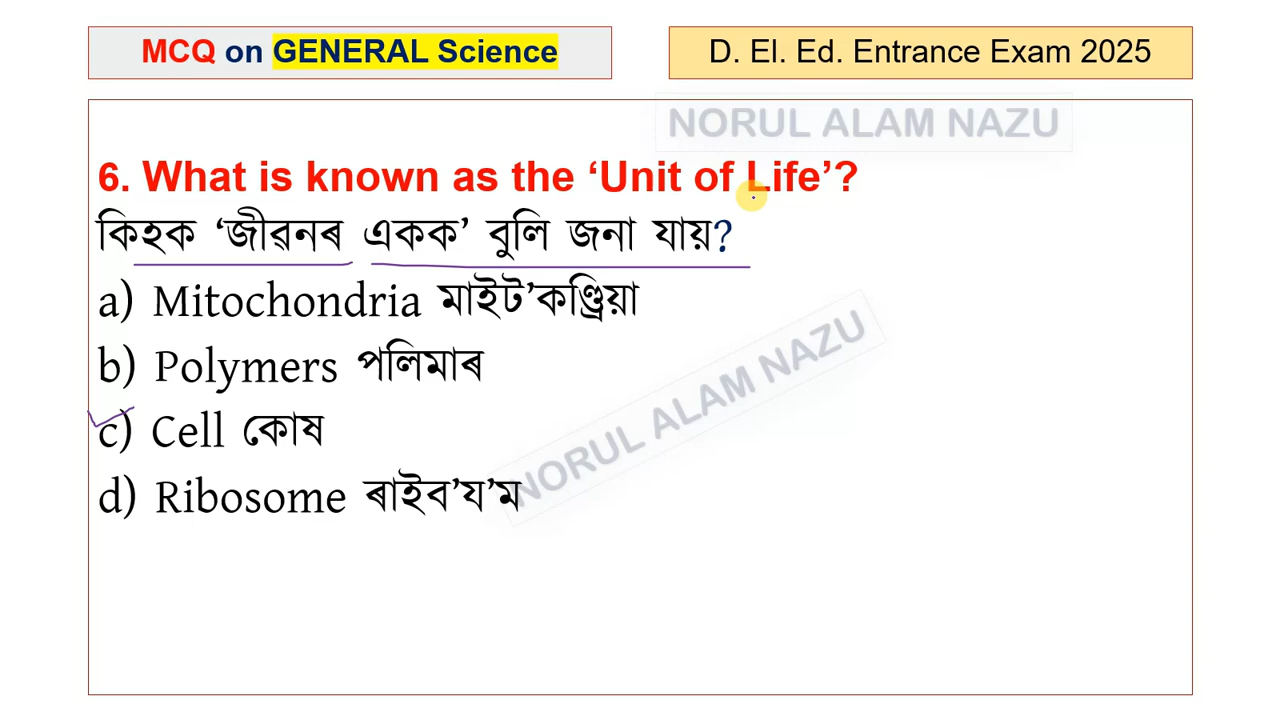 MCQ on GENERAL Science
D. El. Ed. Entrance Exam 2025
NORUL ALAM NAZU
6. What is known as the ‘Unit of Life’?
কিহক ‘জীৱনৰ একক’ বুলি জনা যায়?
a) Mitochondria মাইট’কণ্ড্ৰিয়া
b) Polymers পলিমাৰ
c) Cell কোষ
d) Ribosome ৰাইব’য’ম
NORUL ALAM NAZU